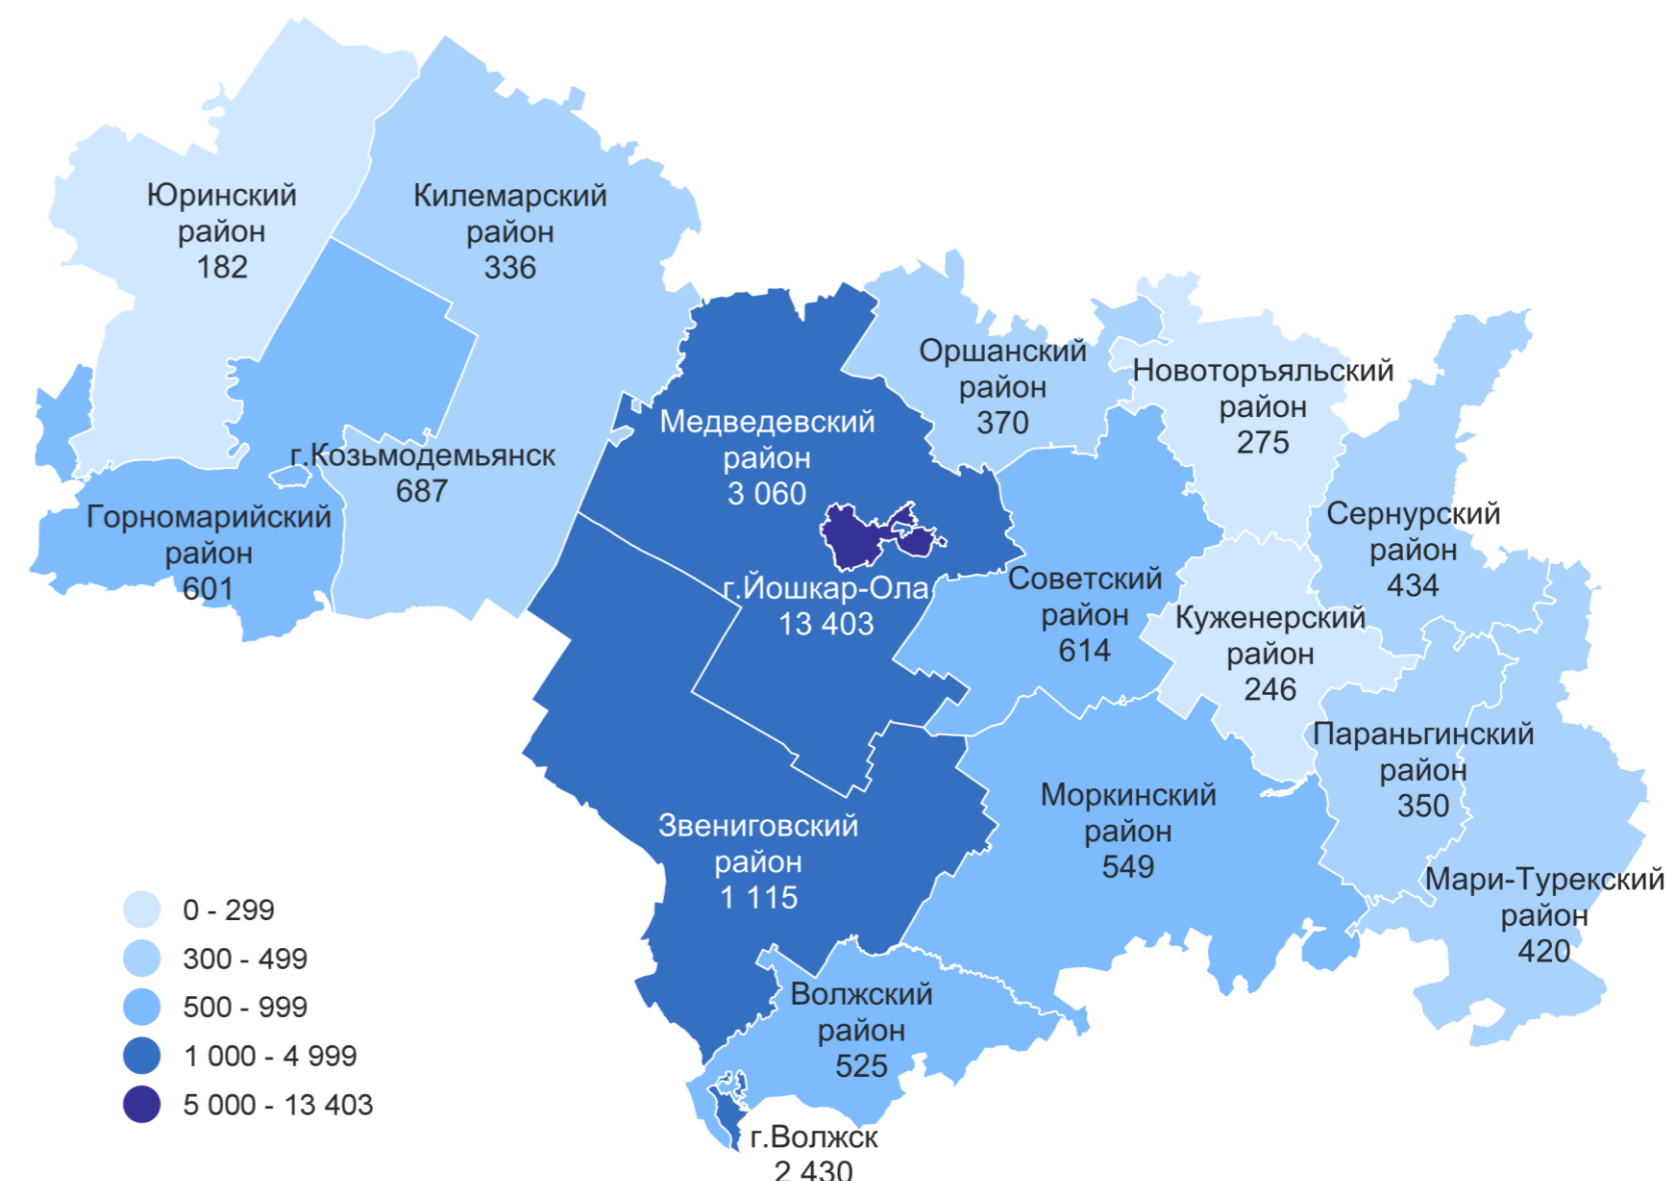 Юринский
район
182
Килемарский
район
336
Оршанский
район
370
Новоторъяльский
район
275
Медведевский
район
3 060
г.Козьмодемьянск
687
Горномарийский
район
601
Сернурский
район
434
г.Йошкар-Ола
13 403
Советский
район
614
Куженерский
район
246
Параньгинский
район
350
Моркинский
район
549
Звениговский
район
1 115
Мари-Турекский
район
420
Волжский
район
525
г.Волжск
2 430
0 - 299
300 - 499
500 - 999
1 000 - 4 999
5 000 - 13 403